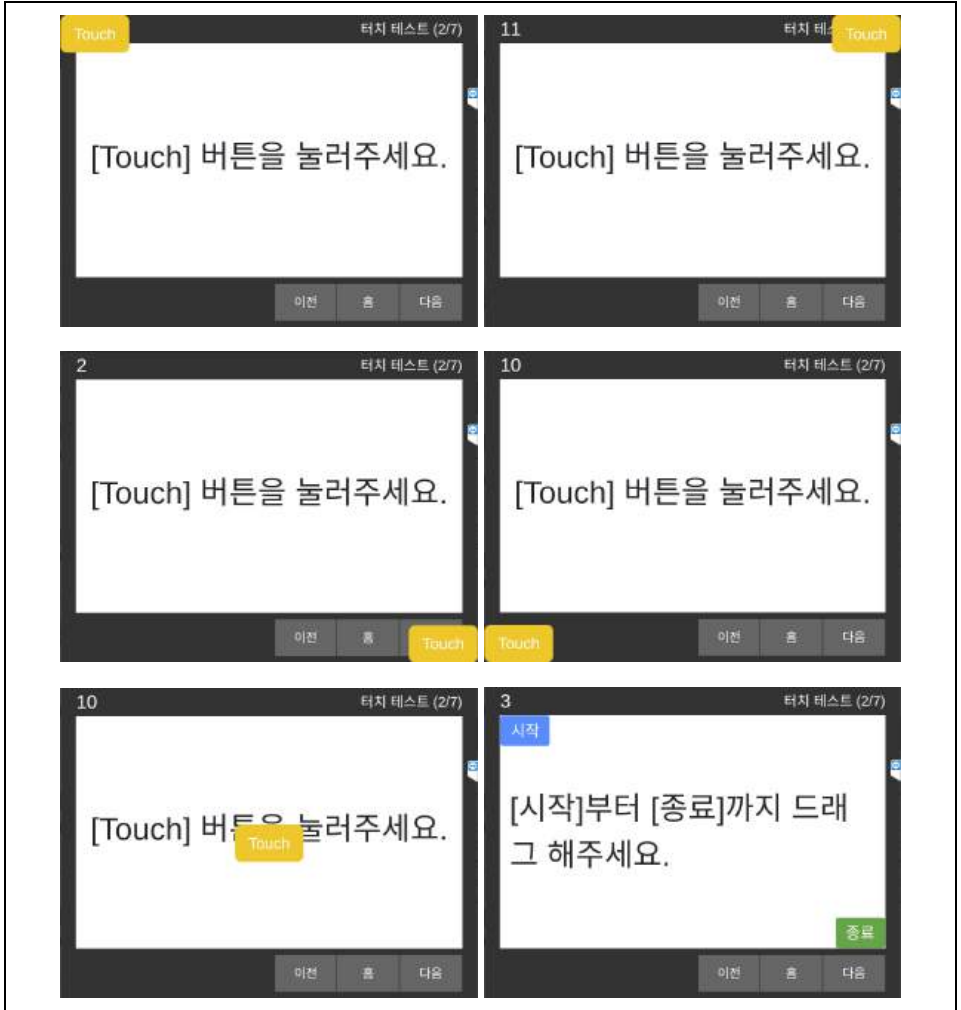 Touch
터치 테스트 (2/7)
[Touch] 버튼을 눌러주세요.
이전 홈 다음
11
터치 테
Touch
[Touch] 버튼을 눌러주세요.
이전 홈 다음
2
터치 테스트 (2/7)
[Touch] 버튼을 눌러주세요.
이전 홈
Touch
10
터치 테스트 (2/7)
[Touch] 버튼을 눌러주세요.
Touch
이전 홈 다음
10
터치 테스트 (2/7)
[Touch] 버튼을 눌러주세요.
Touch
이전 홈 다음
3
터치 테스트 (2/7)
시작
[시작]부터 [종료]까지 드래
그 해주세요.
종료
이전 홈 다음